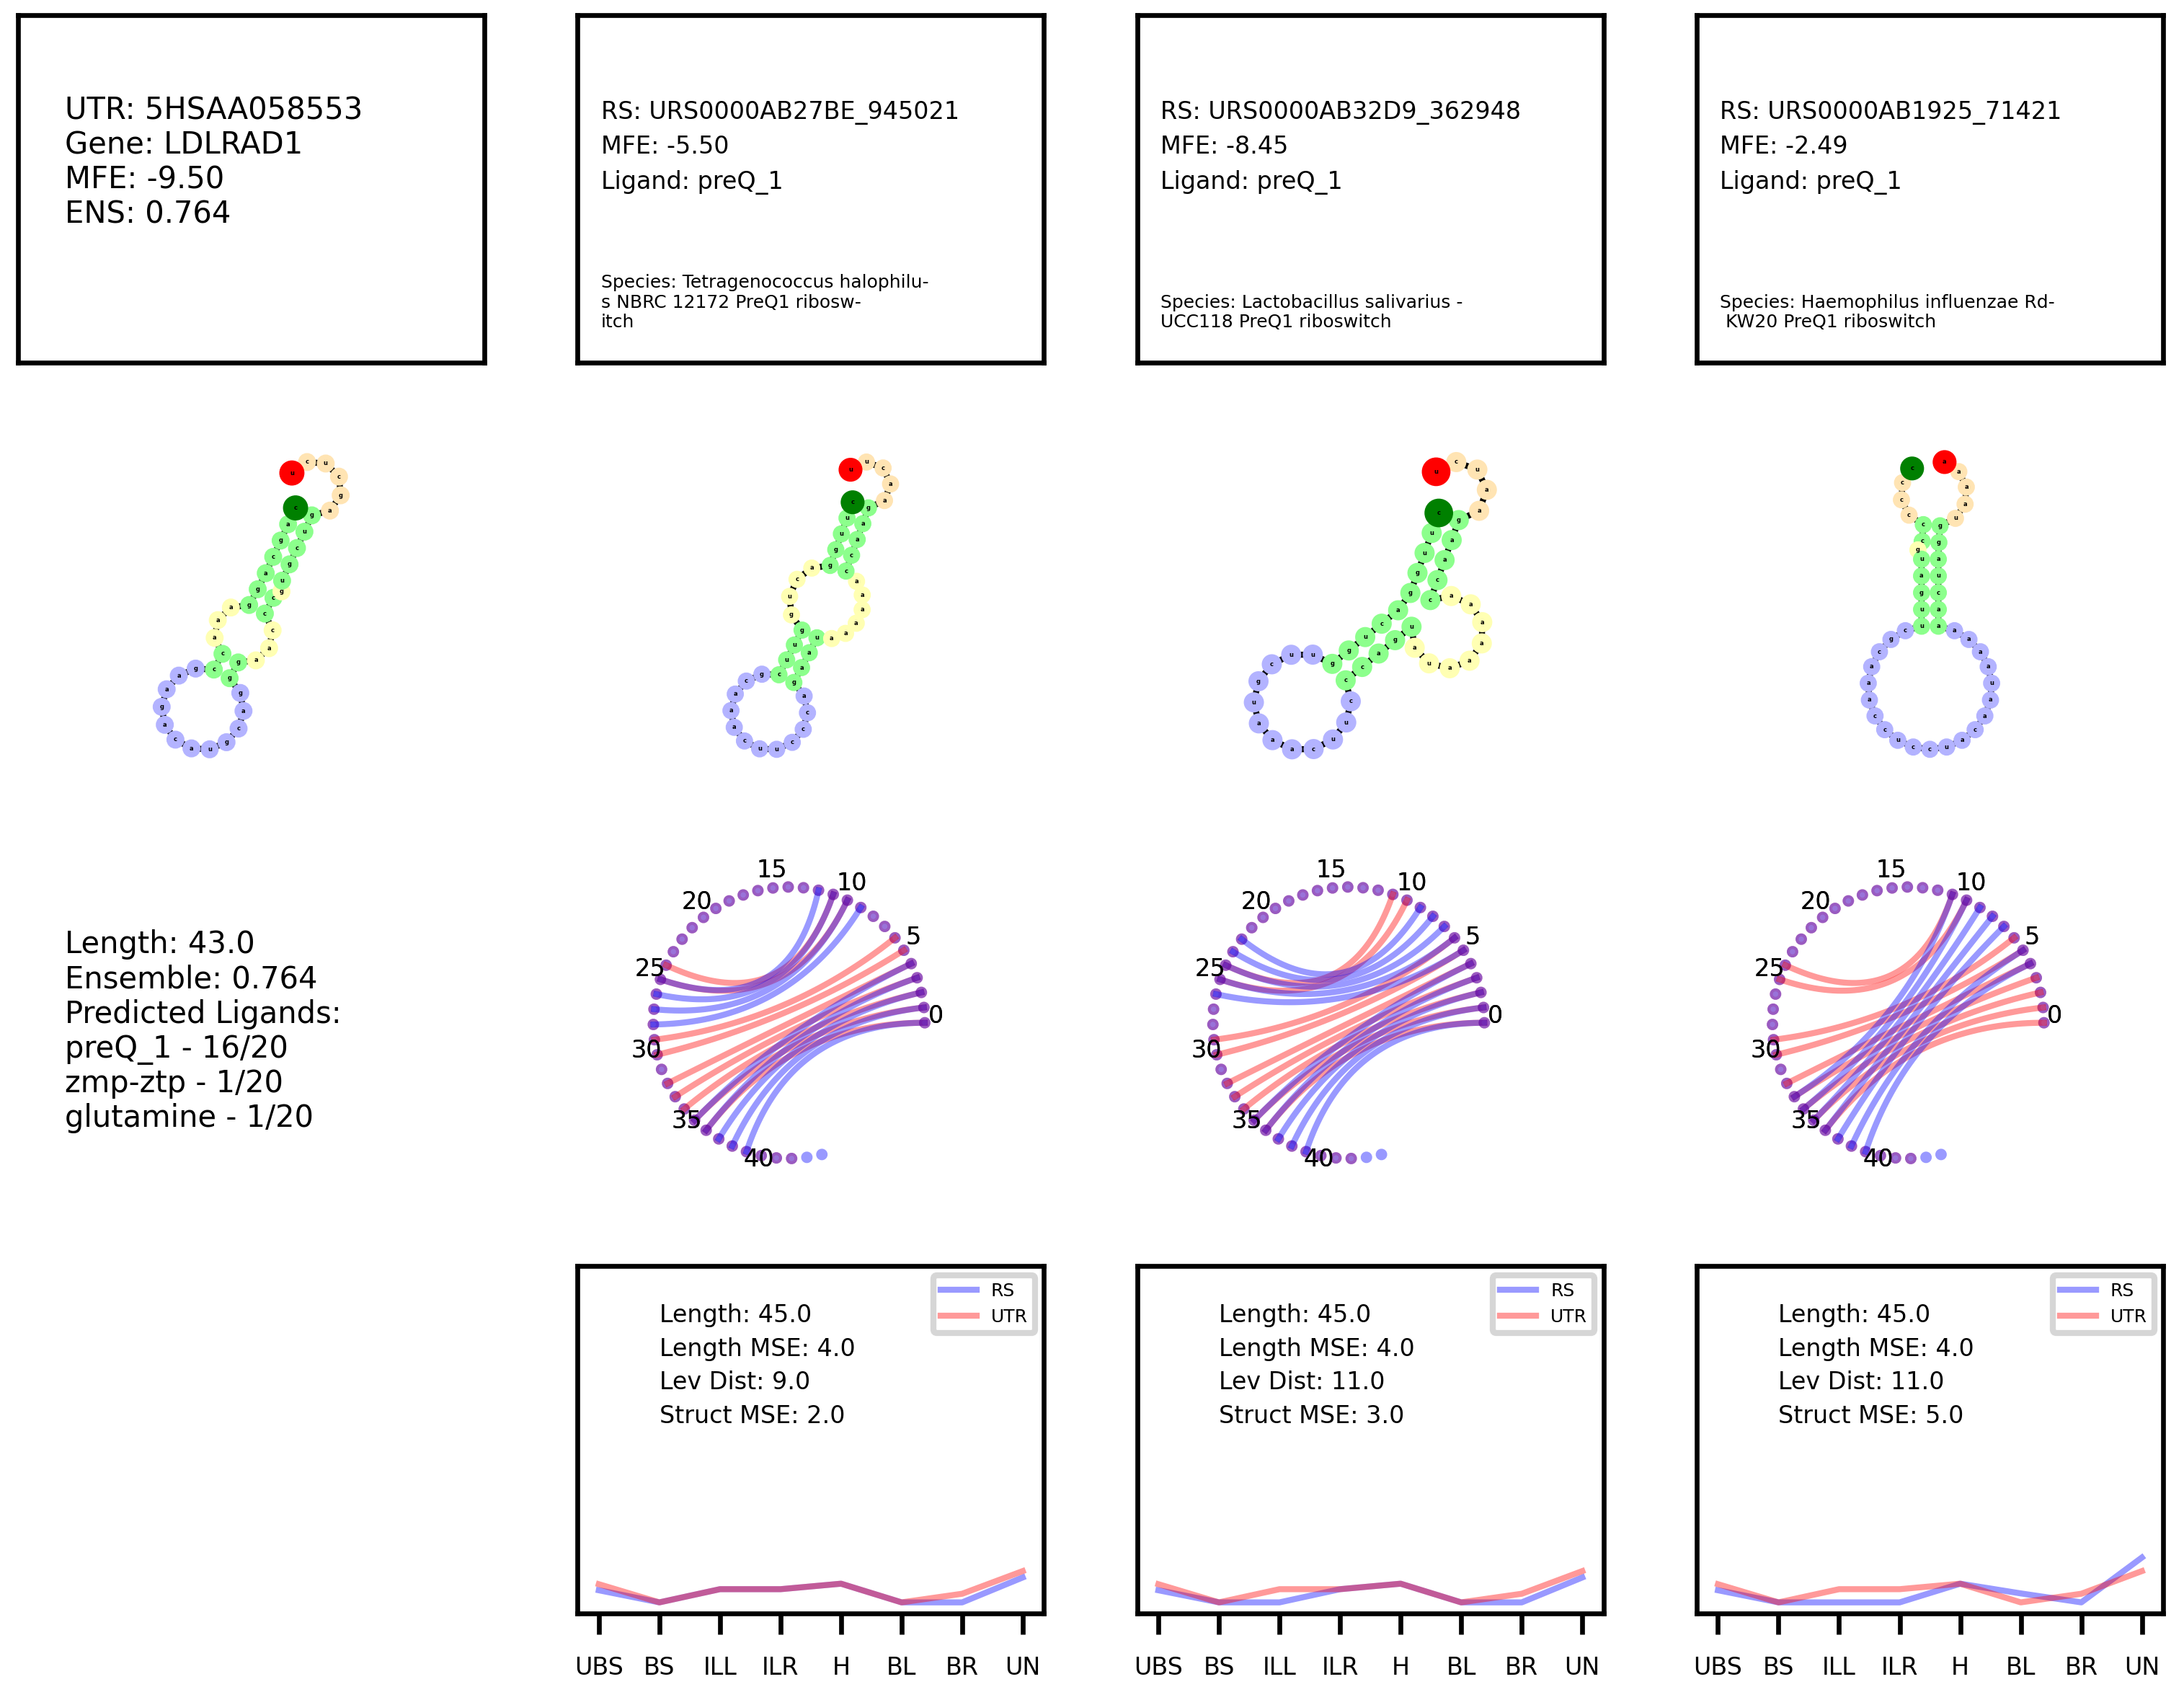 UTR: 5HSAA058553
Gene: LDLRAD1
MFE: -9.50
ENS: 0.764
RS: URS0000AB27BE_945021
MFE: -5.50
Ligand: preQ_1
Species: Tetragenococcus halophilu-
s NBRC 12172 PreQ1 ribosw-
itch
RS: URS0000AB32D9_362948
MFE: -8.45
Ligand: preQ_1
Species: Lactobacillus salivarius -
UCC118 PreQ1 riboswitch
RS: URS0000AB1925_71421
MFE: -2.49
Ligand: preQ_1
Species: Haemophilus influenzae Rd-
KW20 PreQ1 riboswitch
Length: 43.0
Ensemble: 0.764
Predicted Ligands:
preQ_1 - 16/20
zmp-ztp - 1/20
glutamine - 1/20
0
5
10
15
20
25
30
35
40
0
5
10
15
20
25
30
35
40
0
5
10
15
20
25
30
35
40
RS
UTR
Length: 45.0
Length MSE: 4.0
Lev Dist: 9.0
Struct MSE: 2.0
UBS BS ILL ILR H BL BR UN
RS
UTR
Length: 45.0
Length MSE: 4.0
Lev Dist: 11.0
Struct MSE: 3.0
UBS BS ILL ILR H BL BR UN
RS
UTR
Length: 45.0
Length MSE: 4.0
Lev Dist: 11.0
Struct MSE: 5.0
UBS BS ILL ILR H BL BR UN